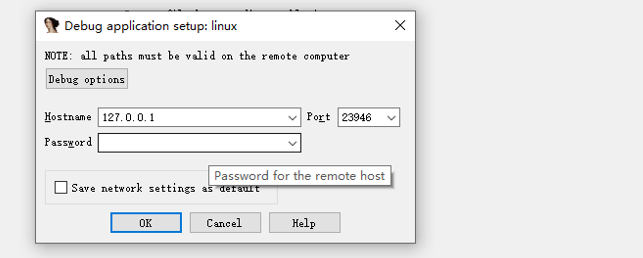 Debug application setup: linux
NOTE: all paths must be valid on the remote computer
Debug options
Hostname 127.0.0.1 Port 23946
Password
Password for the remote host
Save network settings as default
OK Cancel Help